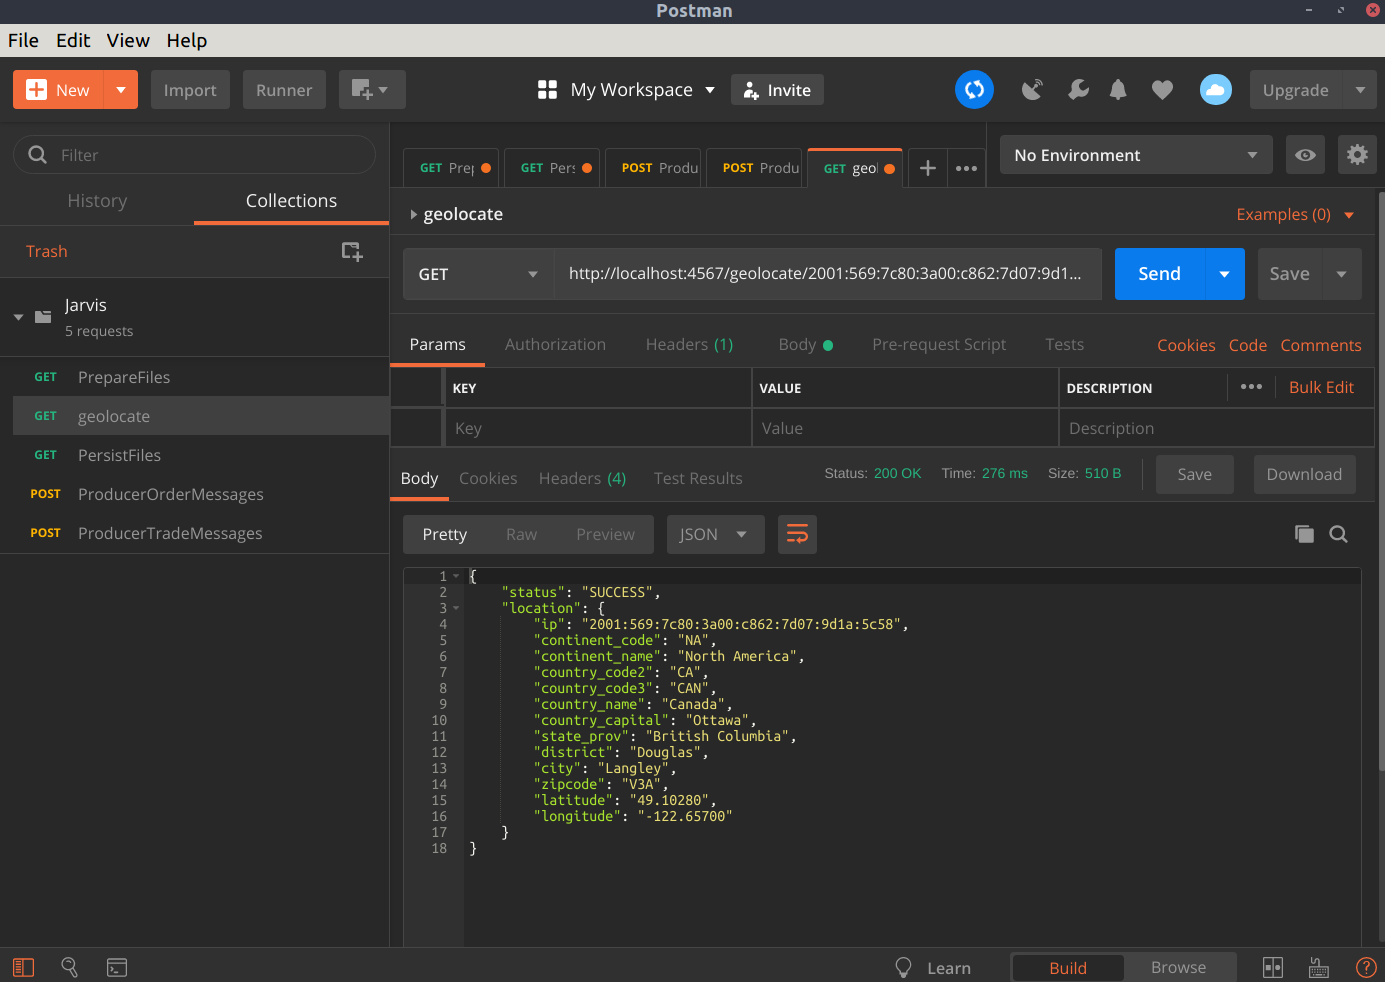 Postman
File Edit View Help
New Import Runner My Workspace Invite Upgrade
Filter
History Collections
Trash
Jarvis
5 requests
GET PrepareFiles
GET geolocate
GET PersistFiles
POST ProducerOrderMessages
POST ProducerTradeMessages
GET Prep GET Pers POST Produ POST Produ GET geol No Environment
geolocate Examples (0)
GET http://localhost:4567/geolocate/2001:569:7c80:3a00:c862:7d07:9d1... Send Save
Params Authorization Headers (1) Body Pre-request Script Tests Cookies Code Comments
KEY VALUE DESCRIPTION Bulk Edit
Key Value Description
Body Cookies Headers (4) Test Results Status: 200 OK Time: 276 ms Size: 510 B Save Download
Pretty Raw Preview JSON
1 {
2 "status": "SUCCESS",
3 "location": {
4 "ip": "2001:569:7c80:3a00:c862:7d07:9d1a:5c58",
5 "continent_code": "NA",
6 "continent_name": "North America",
7 "country_code2": "CA",
8 "country_code3": "CAN",
9 "country_name": "Canada",
10 "country_capital": "Ottawa",
11 "state_prov": "British Columbia",
12 "district": "Douglas",
13 "city": "Langley",
14 "zipcode": "V3A",
15 "latitude": "49.10280",
16 "longitude": "-122.65700"
17 }
18 }
Learn Build Browse